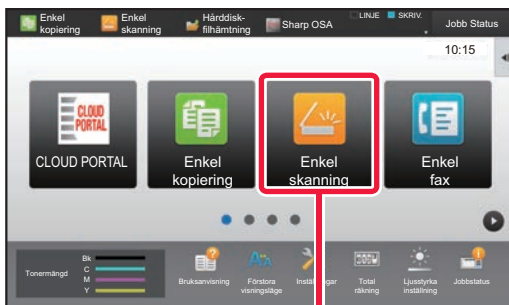 Enkel kopiering
Enkel skanning
Hårddisk-filhämtning
Sharp OSA
LINJE
SKRIV.
Jobb Status
10:15
CLOUD PORTAL
CLOUD PORTAL
Enkel kopiering
Enkel skanning
Enkel fax
Tonermängd
Bk
C
M
Y
Bruksanvisning
Förstora visningsläge
Total räkning
Ljusstyrka inställning
Jobbstatus